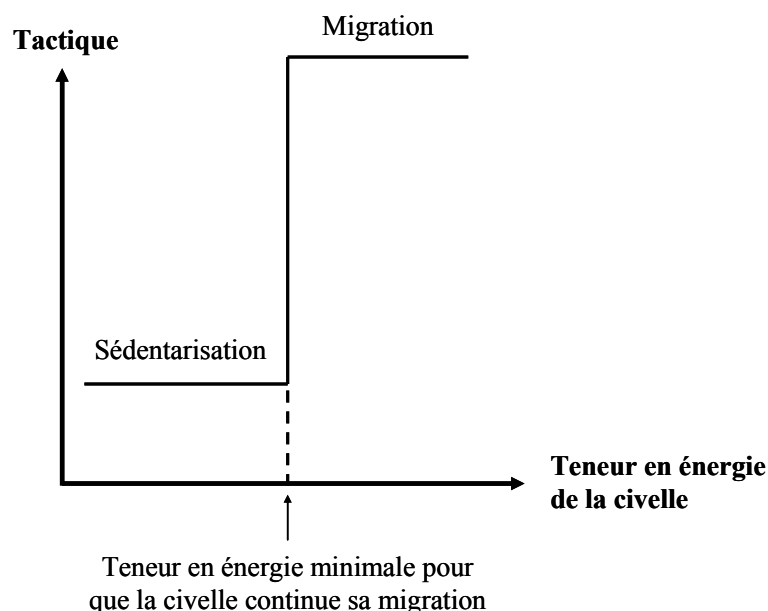 Migration
Tactique
Sédentarisation
Teneur en énergie
de la civelle
Teneur en énergie minimale pour
que la civelle continue sa migration